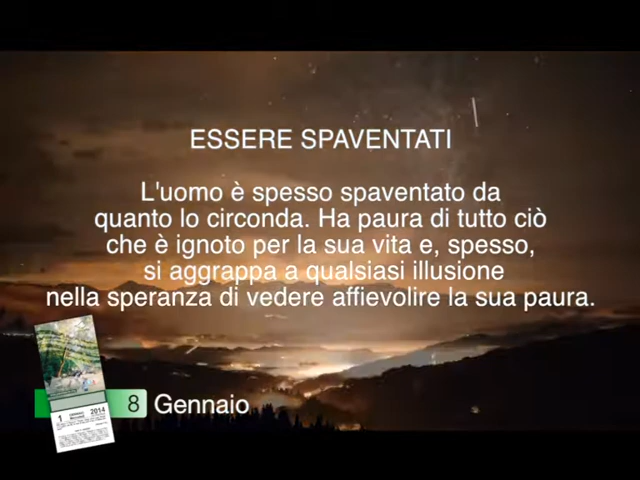 ESSERE SPAVENTATI
L'uomo è spesso spaventato da
quanto lo circonda. Ha paura di tutto ciò
che è ignoto per la sua vita e, spesso,
si aggrappa a qualsiasi illusione
nella speranza di vedere affievolire la sua paura.
8 Gennaio
1
2014